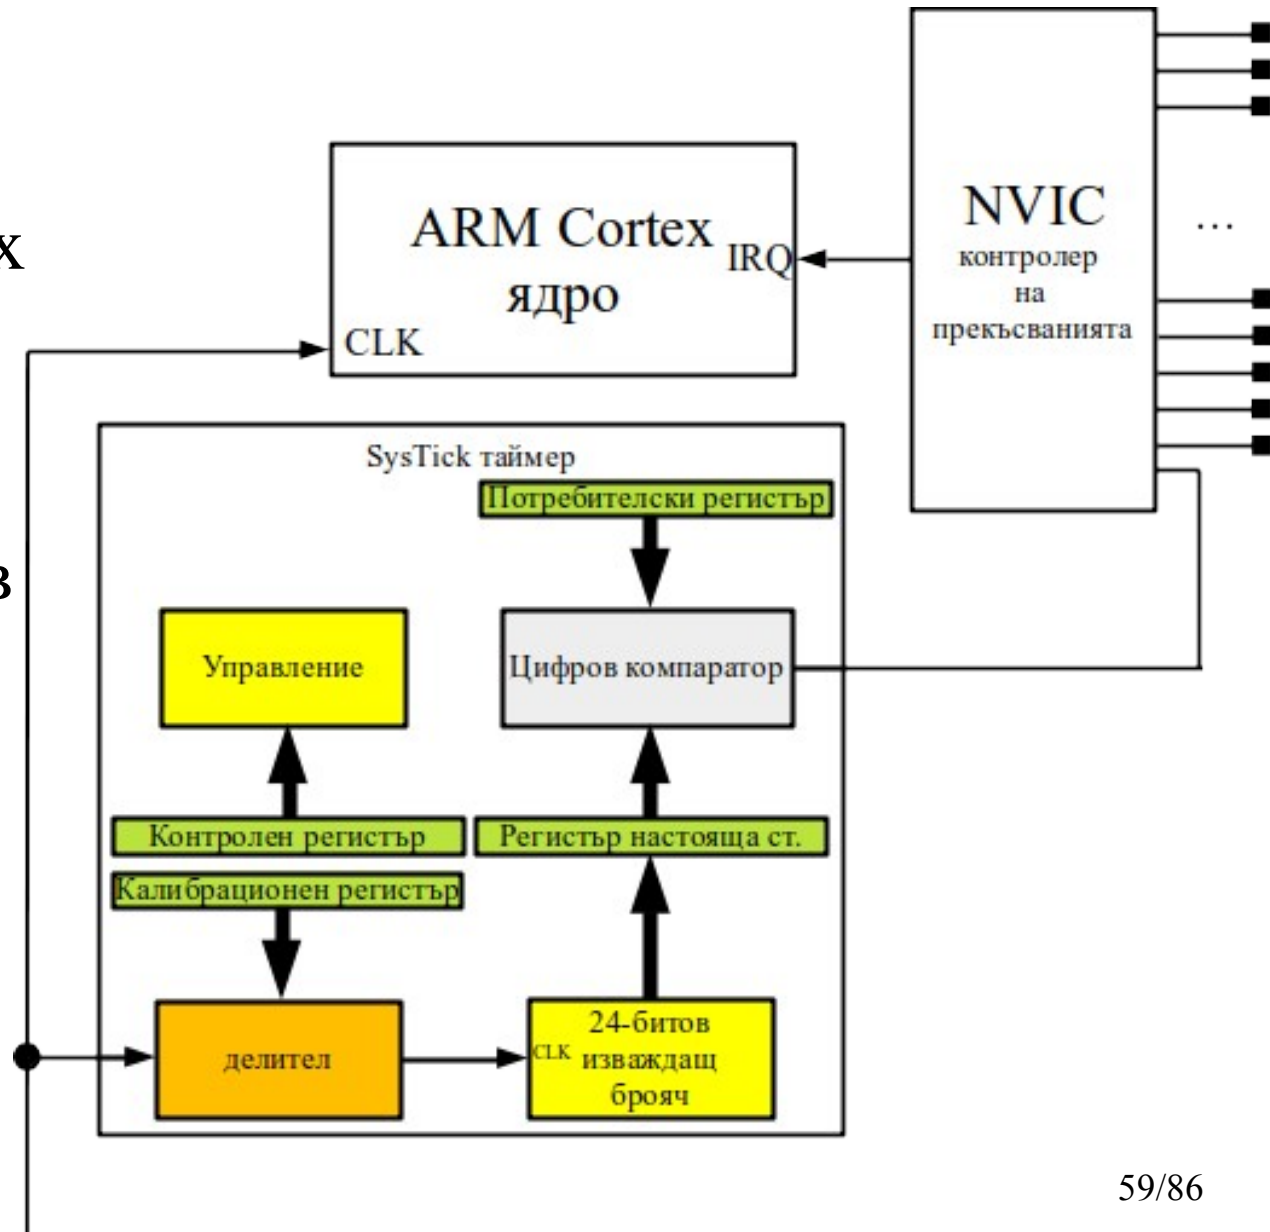 х
в
ARM Cortex
ядро
IRQ
CLK
NVIC
контролер
на
прекъсванията
...
SysTick таймер
Потребителски регистър
Управление
Цифров компаратор
Контролен регистър
Регистър настояща ст.
Калибрационен регистър
делител
CLK
24-битов
изваждащ
брояч
59/86